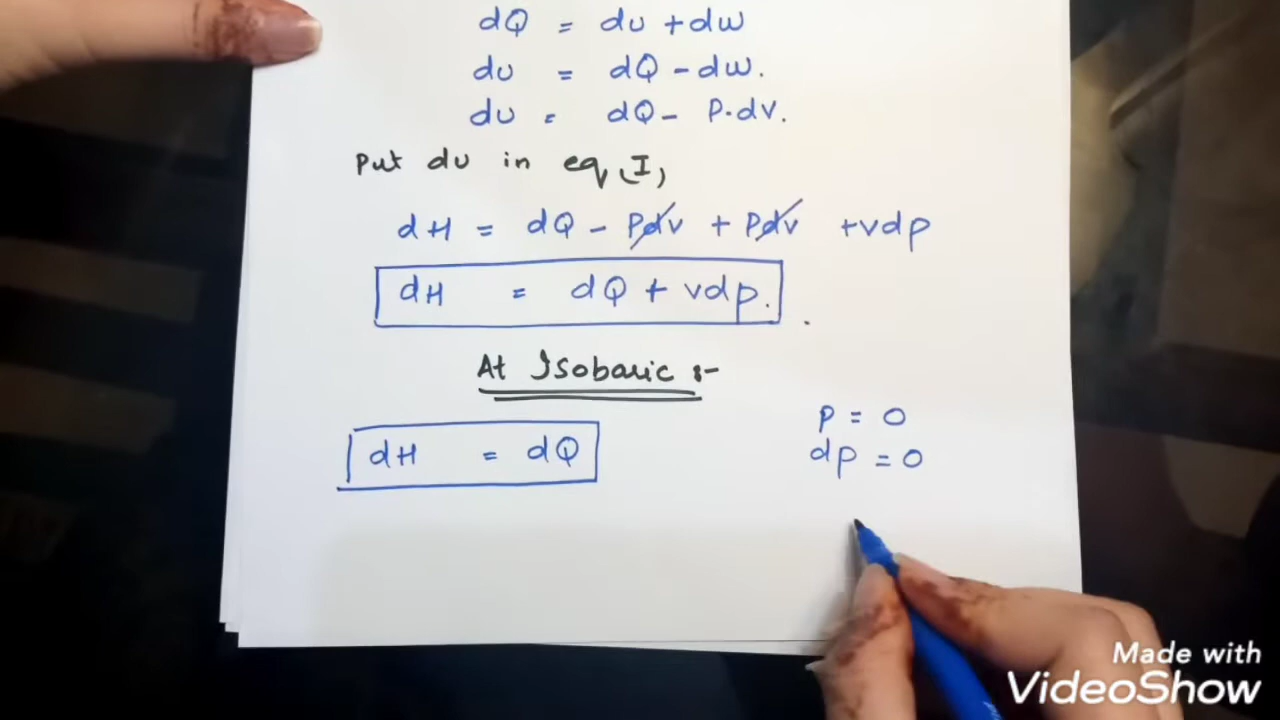 dQ = du + dw
du = dQ - dw.
du = dQ - P.dv.
Put du in eq, I,
dH = dQ - Pdv + Pdv + vdp
dH = dQ + vdp.
At Isobaric :-
P = 0
dH = dQ
dp = 0
Made with
VideoShow